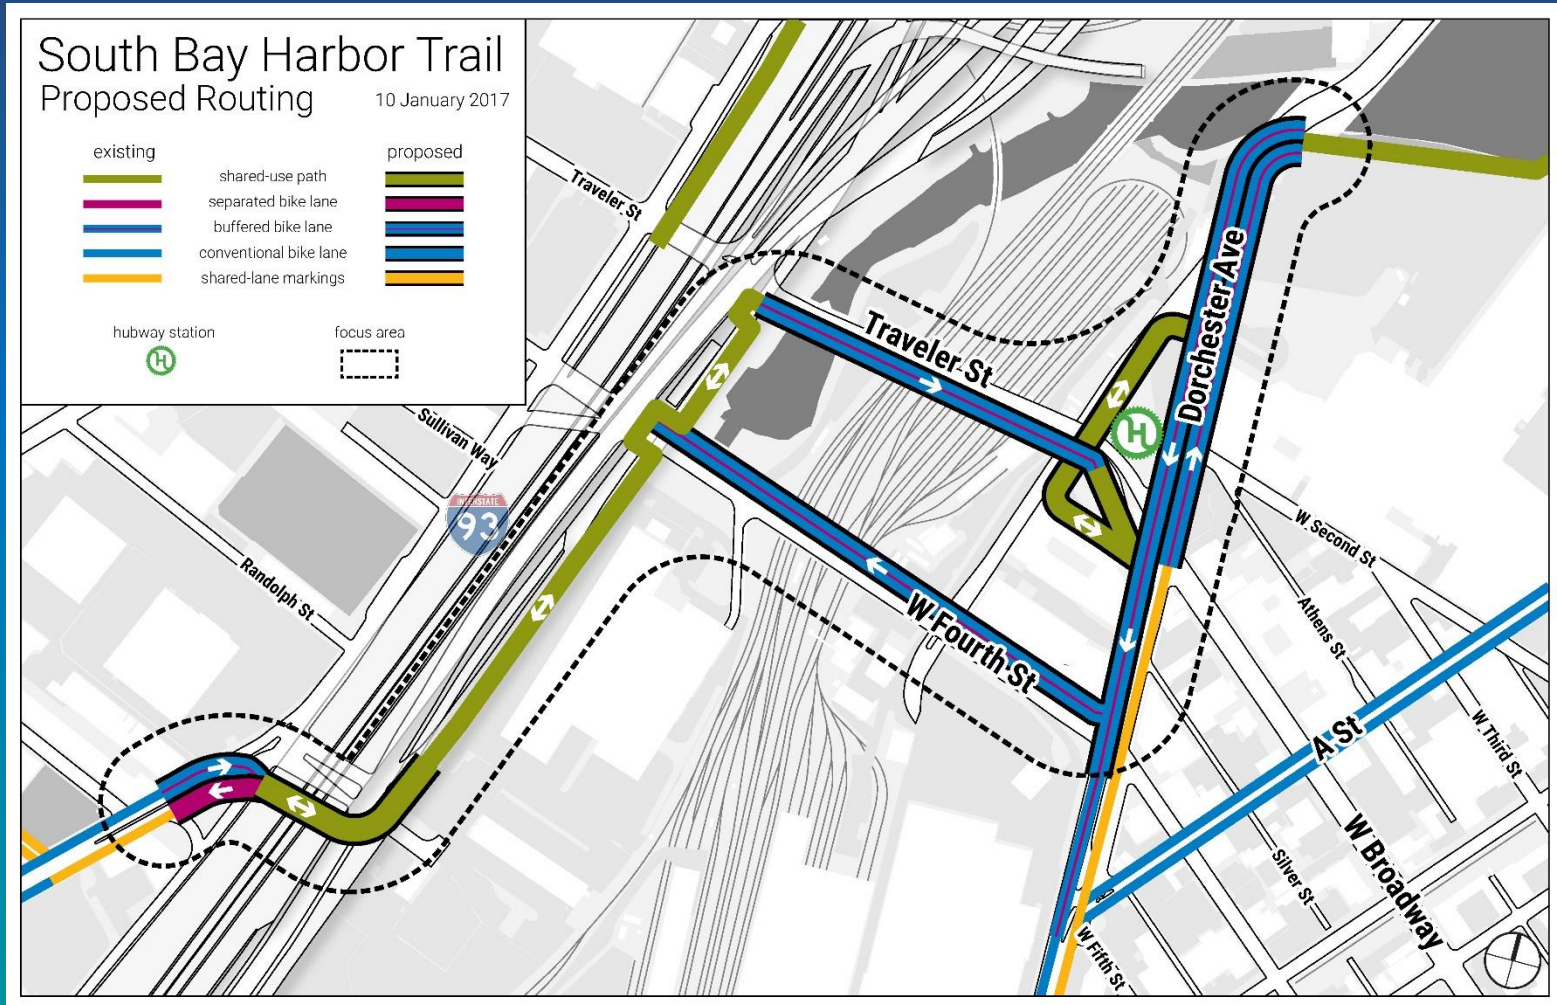 South Bay Harbor Trail
Proposed Routing
10 January 2017
existing
proposed
shared-use path
separated bike lane
buffered bike lane
conventional bike lane
shared-lane markings
hubway station
focus area
H
Traveler St
Sullivan Way
INTERSTATE
93
Randolph St
Traveler St
H
Dorchester Ave
W Fourth St
W Second St
Athens St
A St
W Third St
W Broadway
Silver St
W Fifth St